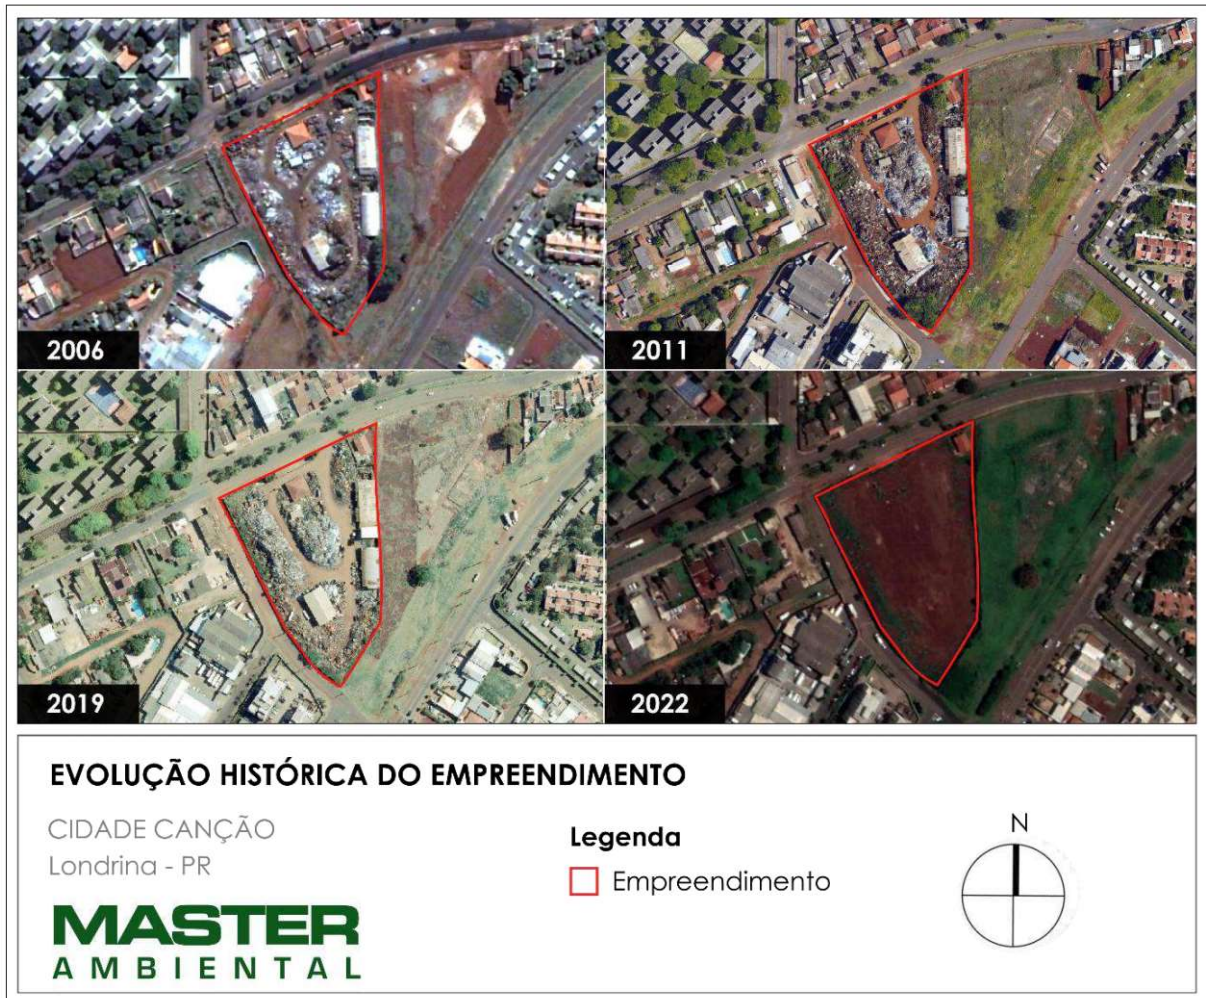 2006
2011
2019
2022
EVOLUÇÃO HISTÓRICA DO EMPREENDIMENTO
CIDADE CANÇÃO
Londrina - PR
MASTER
AMBIENTAL
Legenda
Empreendimento
N